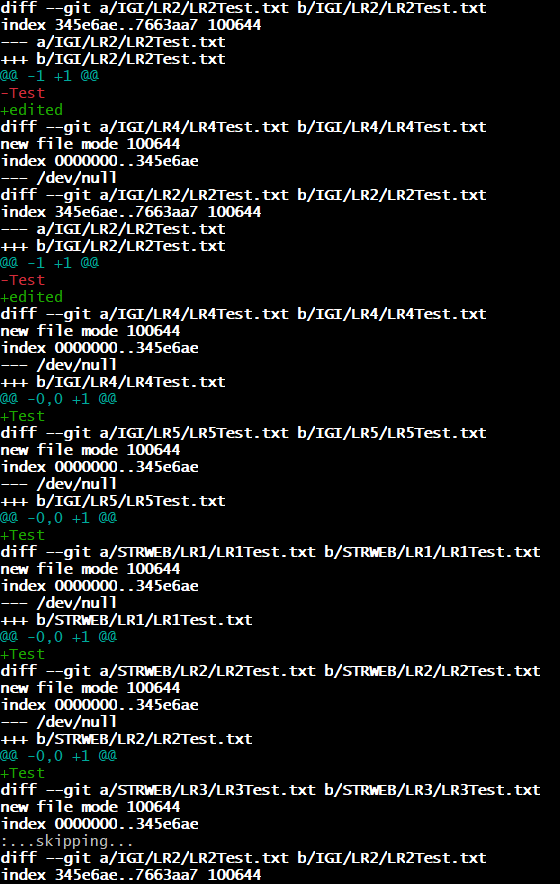 diff --git a/IGI/LR2/LR2Test.txt b/IGI/LR2/LR2Test.txt
index 345e6ae..7663aa7 100644
--- a/IGI/LR2/LR2Test.txt
+++ b/IGI/LR2/LR2Test.txt
@@ -1 +1 @@
-Test
+edited
diff --git a/IGI/LR4/LR4Test.txt b/IGI/LR4/LR4Test.txt
new file mode 100644
index 0000000..345e6ae
--- /dev/null
diff --git a/IGI/LR2/LR2Test.txt b/IGI/LR2/LR2Test.txt
index 345e6ae..7663aa7 100644
--- a/IGI/LR2/LR2Test.txt
+++ b/IGI/LR2/LR2Test.txt
@@ -1 +1 @@
-Test
+edited
diff --git a/IGI/LR4/LR4Test.txt b/IGI/LR4/LR4Test.txt
new file mode 100644
index 0000000..345e6ae
--- /dev/null
+++ b/IGI/LR4/LR4Test.txt
@@ -0,0 +1 @@
+Test
diff --git a/IGI/LR5/LR5Test.txt b/IGI/LR5/LR5Test.txt
new file mode 100644
index 0000000..345e6ae
--- /dev/null
+++ b/IGI/LR5/LR5Test.txt
@@ -0,0 +1 @@
+Test
diff --git a/STRWEB/LR1/LR1Test.txt b/STRWEB/LR1/LR1Test.txt
new file mode 100644
index 0000000..345e6ae
--- /dev/null
+++ b/STRWEB/LR1/LR1Test.txt
@@ -0,0 +1 @@
+Test
diff --git a/STRWEB/LR2/LR2Test.txt b/STRWEB/LR2/LR2Test.txt
new file mode 100644
index 0000000..345e6ae
--- /dev/null
+++ b/STRWEB/LR2/LR2Test.txt
@@ -0,0 +1 @@
+Test
diff --git a/STRWEB/LR3/LR3Test.txt b/STRWEB/LR3/LR3Test.txt
new file mode 100644
index 0000000..345e6ae
:...skipping...
diff --git a/IGI/LR2/LR2Test.txt b/IGI/LR2/LR2Test.txt
index 345e6ae..7663aa7 100644